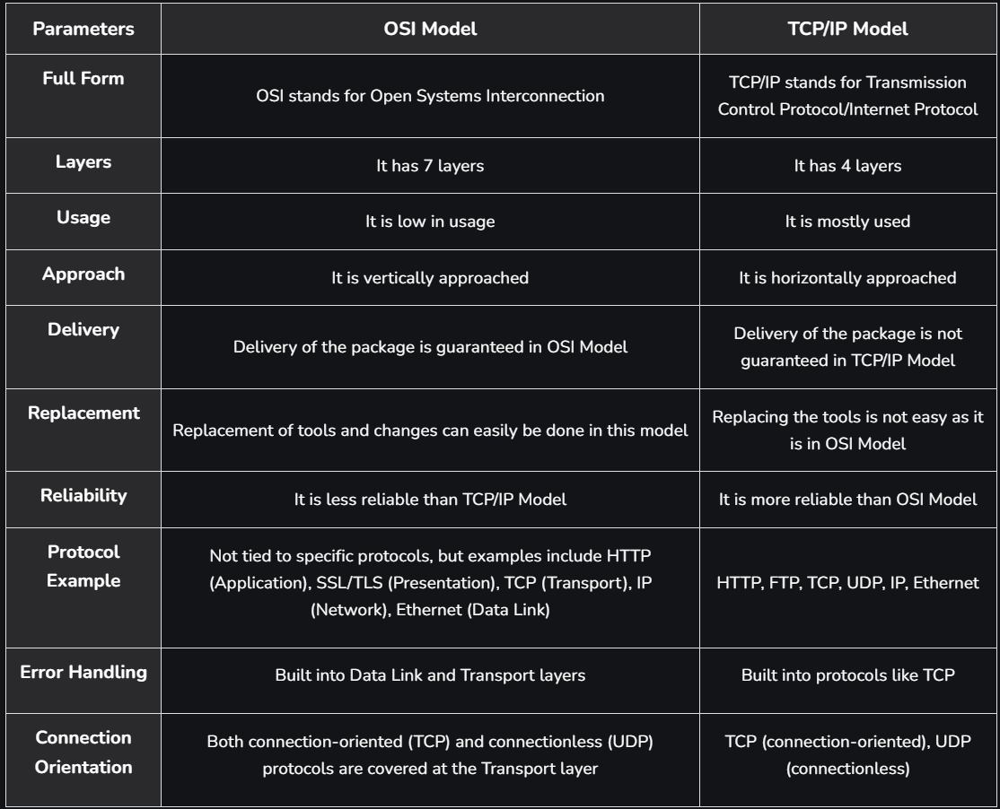 Parameters
OSI Model
TCP/IP Model
Full Form
OSI stands for Open Systems Interconnection
TCP/IP stands for Transmission
Control Protocol/Internet Protocol
Layers
It has 7 layers
It has 4 layers
Usage
It is low in usage
It is mostly used
Approach
It is vertically approached
It is horizontally approached
Delivery
Delivery of the package is guaranteed in OSI Model
Delivery of the package is not
guaranteed in TCP/IP Model
Replacement
Replacement of tools and changes can easily be done in this model
Replacing the tools is not easy as it
is in OSI Model
Reliability
It is less reliable than TCP/IP Model
It is more reliable than OSI Model
Protocol
Example
Not tied to specific protocols, but examples include HTTP
(Application), SSL/TLS (Presentation), TCP (Transport), IP
(Network), Ethernet (Data Link)
HTTP, FTP, TCP, UDP, IP, Ethernet
Error Handling
Built into Data Link and Transport layers
Built into protocols like TCP
Connection
Orientation
Both connection-oriented (TCP) and connectionless (UDP)
protocols are covered at the Transport layer
TCP (connection-oriented), UDP
(connectionless)